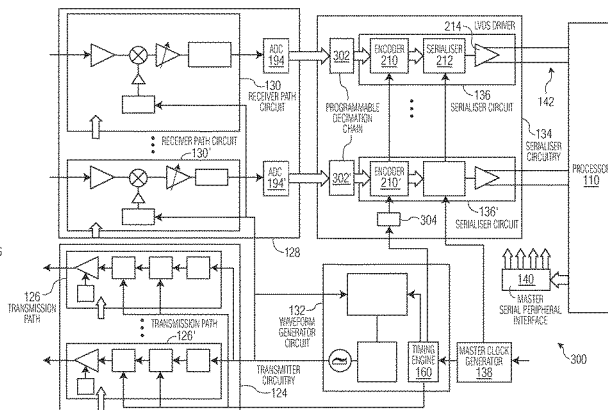 214
LVDS DRIVER
ADC
194
302
ENCODER
210
SERIALISER
212
130
RECEIVER PATH
CIRCUIT
136
SERIALISER CIRCUIT
142
RECEIVER PATH CIRCUIT
130'
PROGRAMMABLE
DECIMATION
CHAIN
134
SERIALISER
CIRCUITRY
PROCESSOR
110
ADC
194'
302'
ENCODER
210'
136'
SERIALISER CIRCUIT
304
128
126
TRANSMISSION
PATH
TRANSMISSION PATH
126'
132
WAVEFORM
GENERATOR
CIRCUIT
140
MASTER
SERIAL PERIPHERAL
INTERFACE
TRANSMITTER
CIRCUITRY
124
TIMING
ENGINE
160
MASTER CLOCK
GENERATOR
138
300